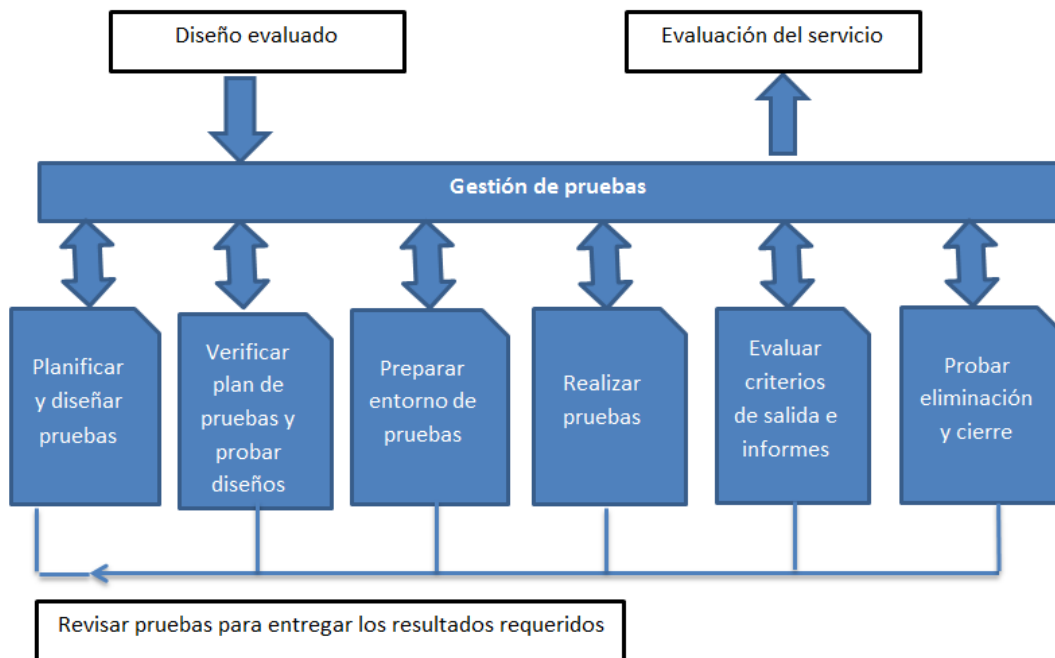 Diseño evaluado
Evaluación del servicio
Gestión de pruebas
Planificar
y diseñar
pruebas
Verificar
plan de
pruebas y
probar
diseños
Preparar
entorno de
pruebas
Realizar
pruebas
Evaluar
criterios
de salida e
informes
Probar
eliminación
y cierre
Revisar pruebas para entregar los resultados requeridos